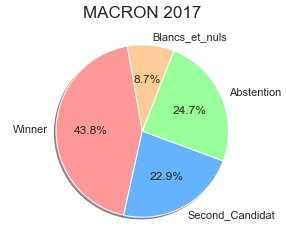 MACRON 2017
Blancs_et_nuls
8.7%
Abstention
24.7%
Winner
43.8%
22.9%
Second_Candidat